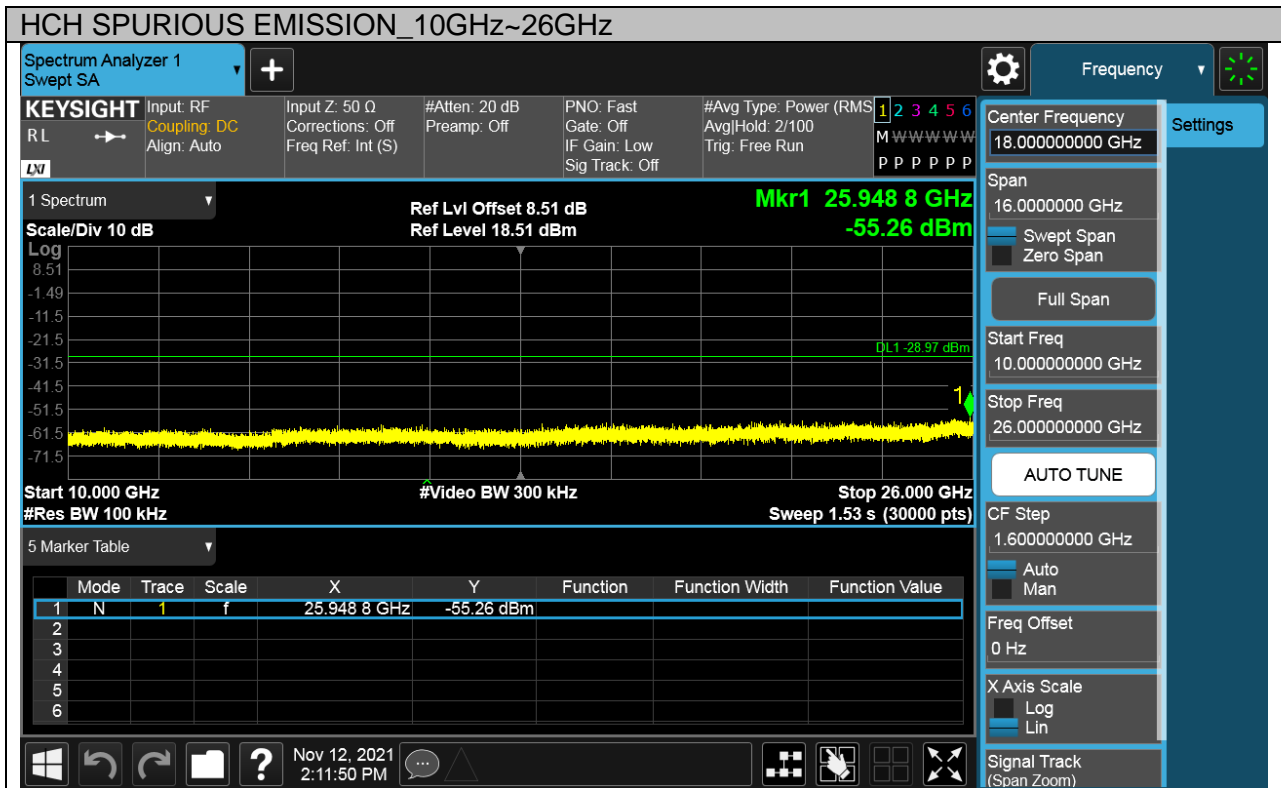 HCH SPURIOUS EMISSION_10GHz~26GHz
Spectrum Analyzer 1
Swept SA
+
Frequency
KEYSIGHT
RL
LXI
Input: RF
Coupling: DC
Align: Auto
Input Z: 50 Ω
Corrections: Off
Freq Ref: Int (S)
#Atten: 20 dB
Preamp: Off
PNO: Fast
Gate: Off
IF Gain: Low
Sig Track: Off
#Avg Type: Power (RMS
Avg|Hold: 2/100
Trig: Free Run
1 2 3 4 5 6
M W W W W W
P P P P P P
1 Spectrum
Scale/Div 10 dB
Ref Lvl Offset 8.51 dB
Ref Level 18.51 dBm
Mkr1 25.948 8 GHz
-55.26 dBm
Log
8.51
-1.49
-11.5
-21.5
-31.5
-41.5
-51.5
-61.5
-71.5
DL1 -28.97 dBm
1
Start 10.000 GHz
#Video BW 300 kHz
Stop 26.000 GHz
#Res BW 100 kHz
Sweep 1.53 s (30000 pts)
5 Marker Table
Mode Trace Scale X Y Function Function Width Function Value
1 N 1 f 25.948 8 GHz -55.26 dBm
2
3
4
5
6
Nov 12, 2021
2:11:50 PM
?
Center Frequency
18.000000000 GHz
Settings
Span
16.0000000 GHz
Swept Span
Zero Span
Full Span
Start Freq
10.000000000 GHz
Stop Freq
26.000000000 GHz
AUTO TUNE
CF Step
1.600000000 GHz
Auto
Man
Freq Offset
0 Hz
X Axis Scale
Log
Lin
Signal Track
(Span Zoom)